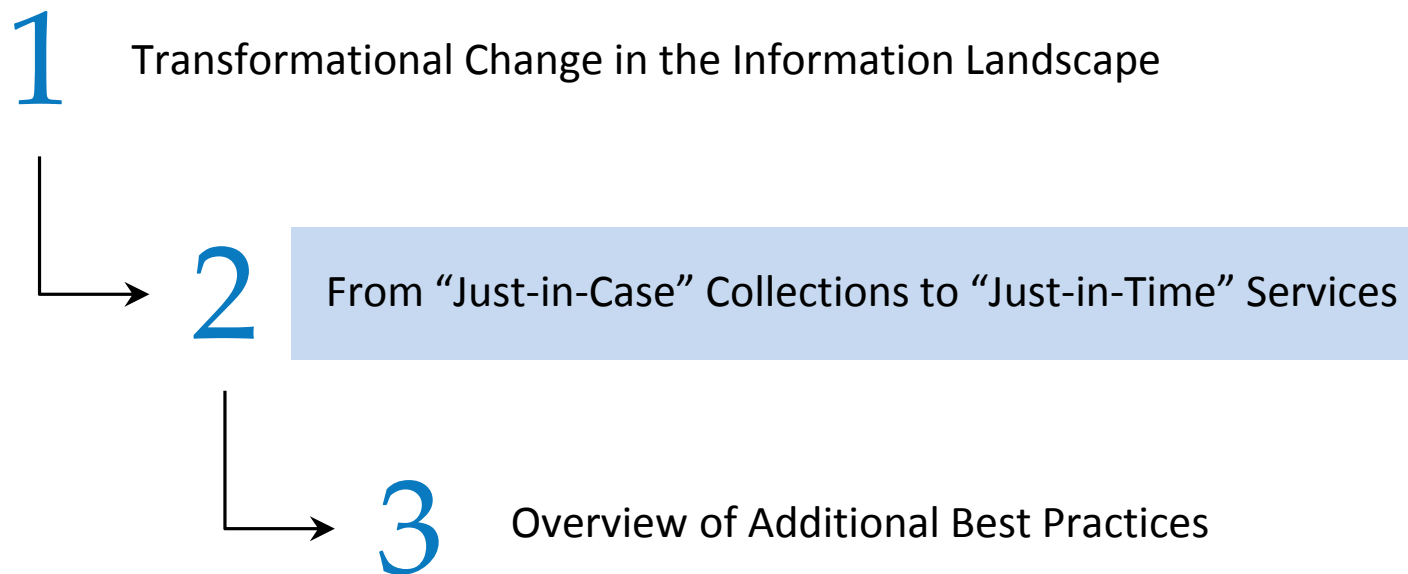 1 Transformational Change in the Information Landscape
2 From “Just-in-Case” Collections to “Just-in-Time” Services
3 Overview of Additional Best Practices